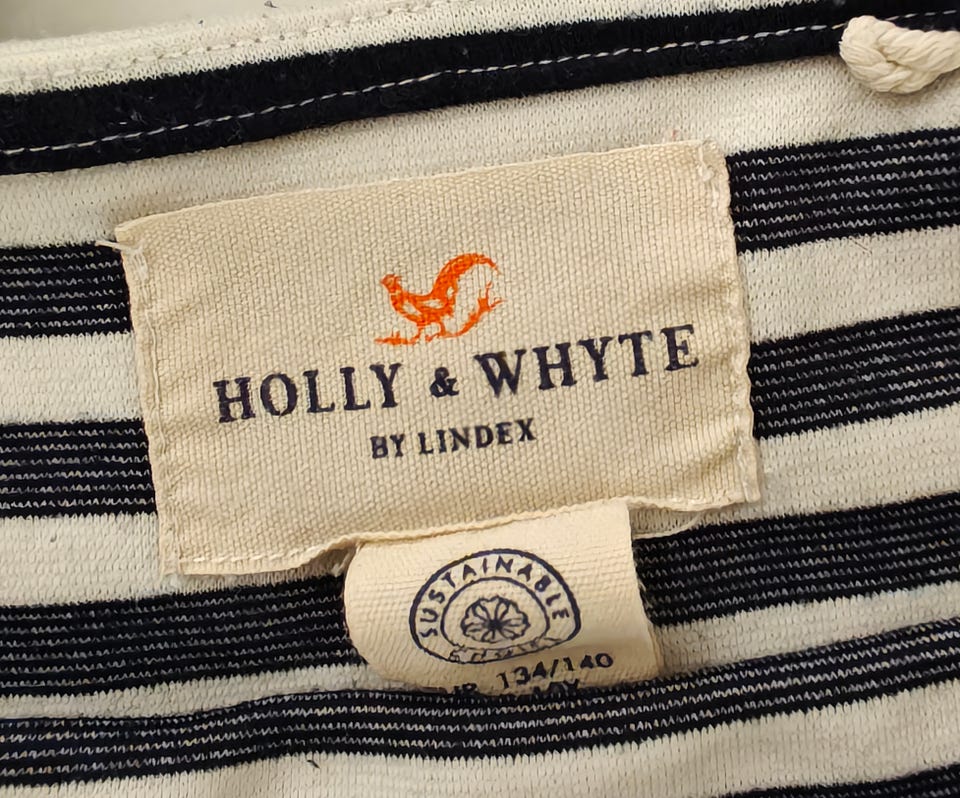 HOLLY & WHYTE
BY LINDEX
SUSTAINABLE
134/140